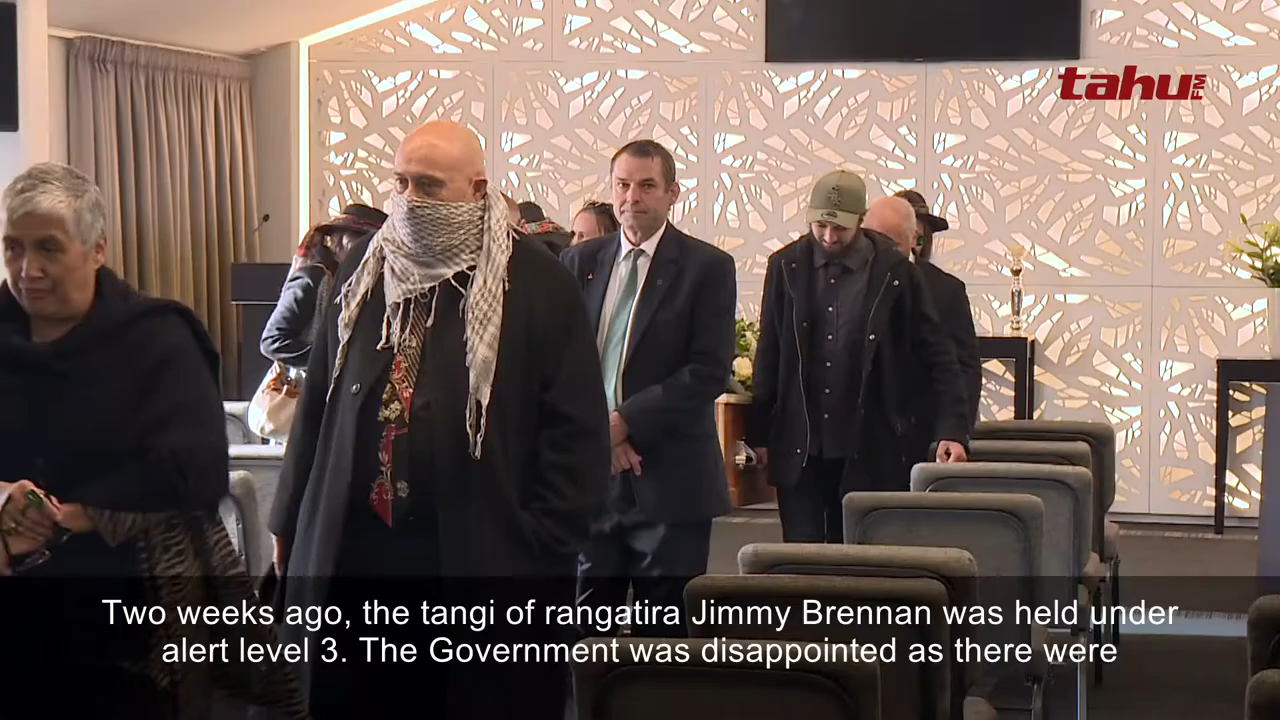 tahu FM
Two weeks ago, the tangi of rangatira Jimmy Brennan was held under
alert level 3. The Government was disappointed as there were